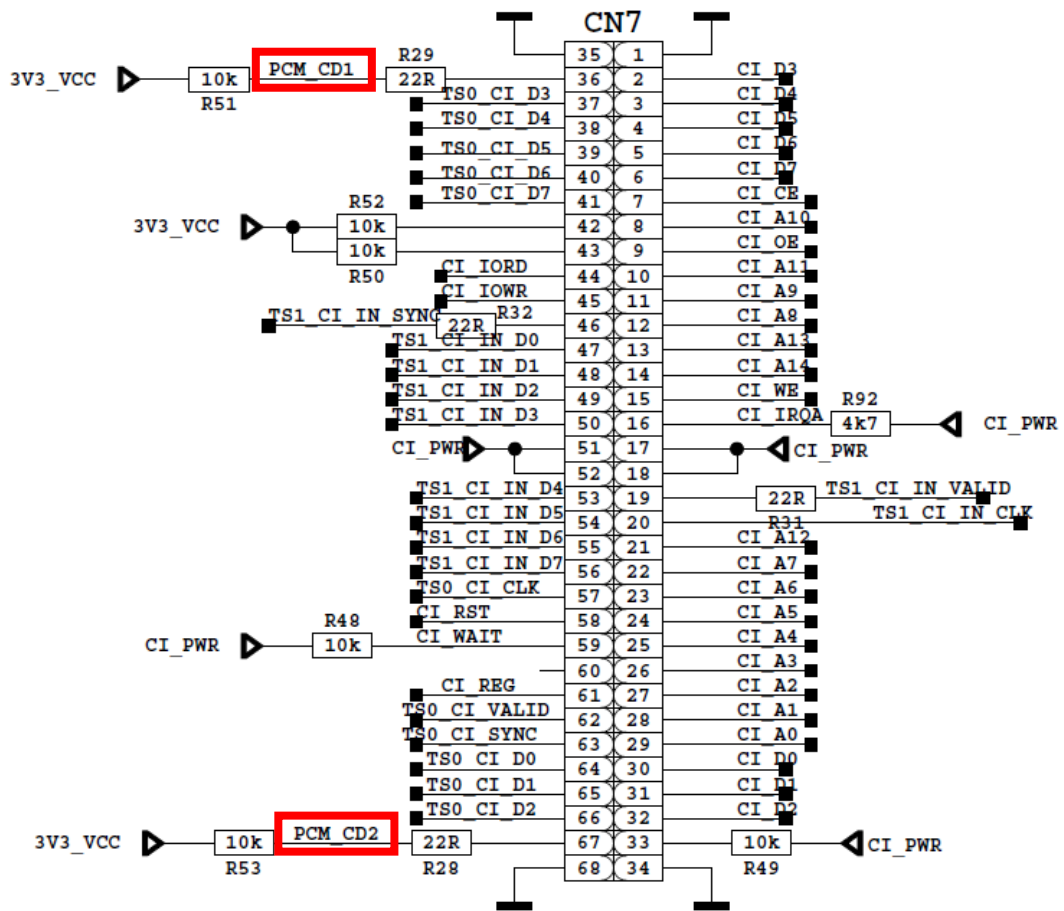 CN7
35 1
3V3_VCC 10k PCM_CD1 R29 22R 36 2 CI_D3
R51 TS0_CI_D3 37 3 CI_D4
TS0_CI_D4 38 4 CI_D5
TS0_CI_D5 39 5 CI_D6
TS0_CI_D6 40 6 CI_D7
TS0_CI_D7 41 7 CI_CE
3V3_VCC R52 10k 42 8 CI_A10
10k 43 9 CI_OE
R50 CI_IORD 44 10 CI_A11
CI_IOWR 45 11 CI_A9
TS1_CI_IN_SYNC 22R R32 46 12 CI_A8
TS1_CI_IN_D0 47 13 CI_A13
TS1_CI_IN_D1 48 14 CI_A14
TS1_CI_IN_D2 49 15 CI_WE
TS1_CI_IN_D3 50 16 CI_IRQA R92 4k7 CI_PWR
CI_PWR 51 17 CI_PWR
52 18
TS1_CI_IN_D4 53 19 22R TS1_CI_IN_VALID
TS1_CI_IN_D5 54 20 R31 TS1_CI_IN_CLK
TS1_CI_IN_D6 55 21 CI_A12
TS1_CI_IN_D7 56 22 CI_A7
TS0_CI_CLK 57 23 CI_A6
CI_RST 58 24 CI_A5
CI_PWR R48 10k CI_WAIT 59 25 CI_A4
60 26 CI_A3
CI_REG 61 27 CI_A2
TS0_CI_VALID 62 28 CI_A1
TS0_CI_SYNC 63 29 CI_A0
TS0_CI_D0 64 30 CI_D0
TS0_CI_D1 65 31 CI_D1
TS0_CI_D2 66 32 CI_D2
3V3_VCC 10k PCM_CD2 22R 67 33 10k CI_PWR
R53 R28 68 34 R49